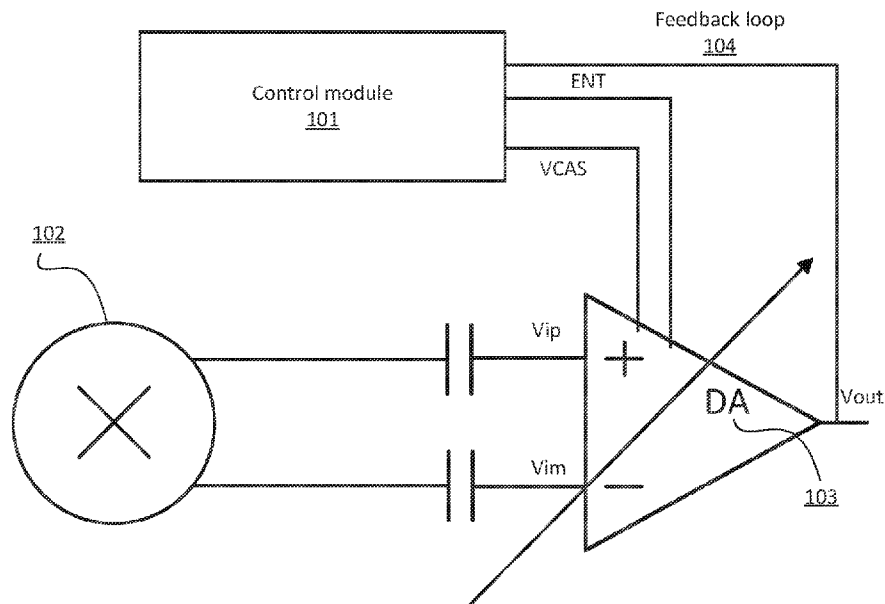 Feedback loop
104
Control module
101
ENT
VCAS
102
Vip
+
DA
Vout
Vim
−
103